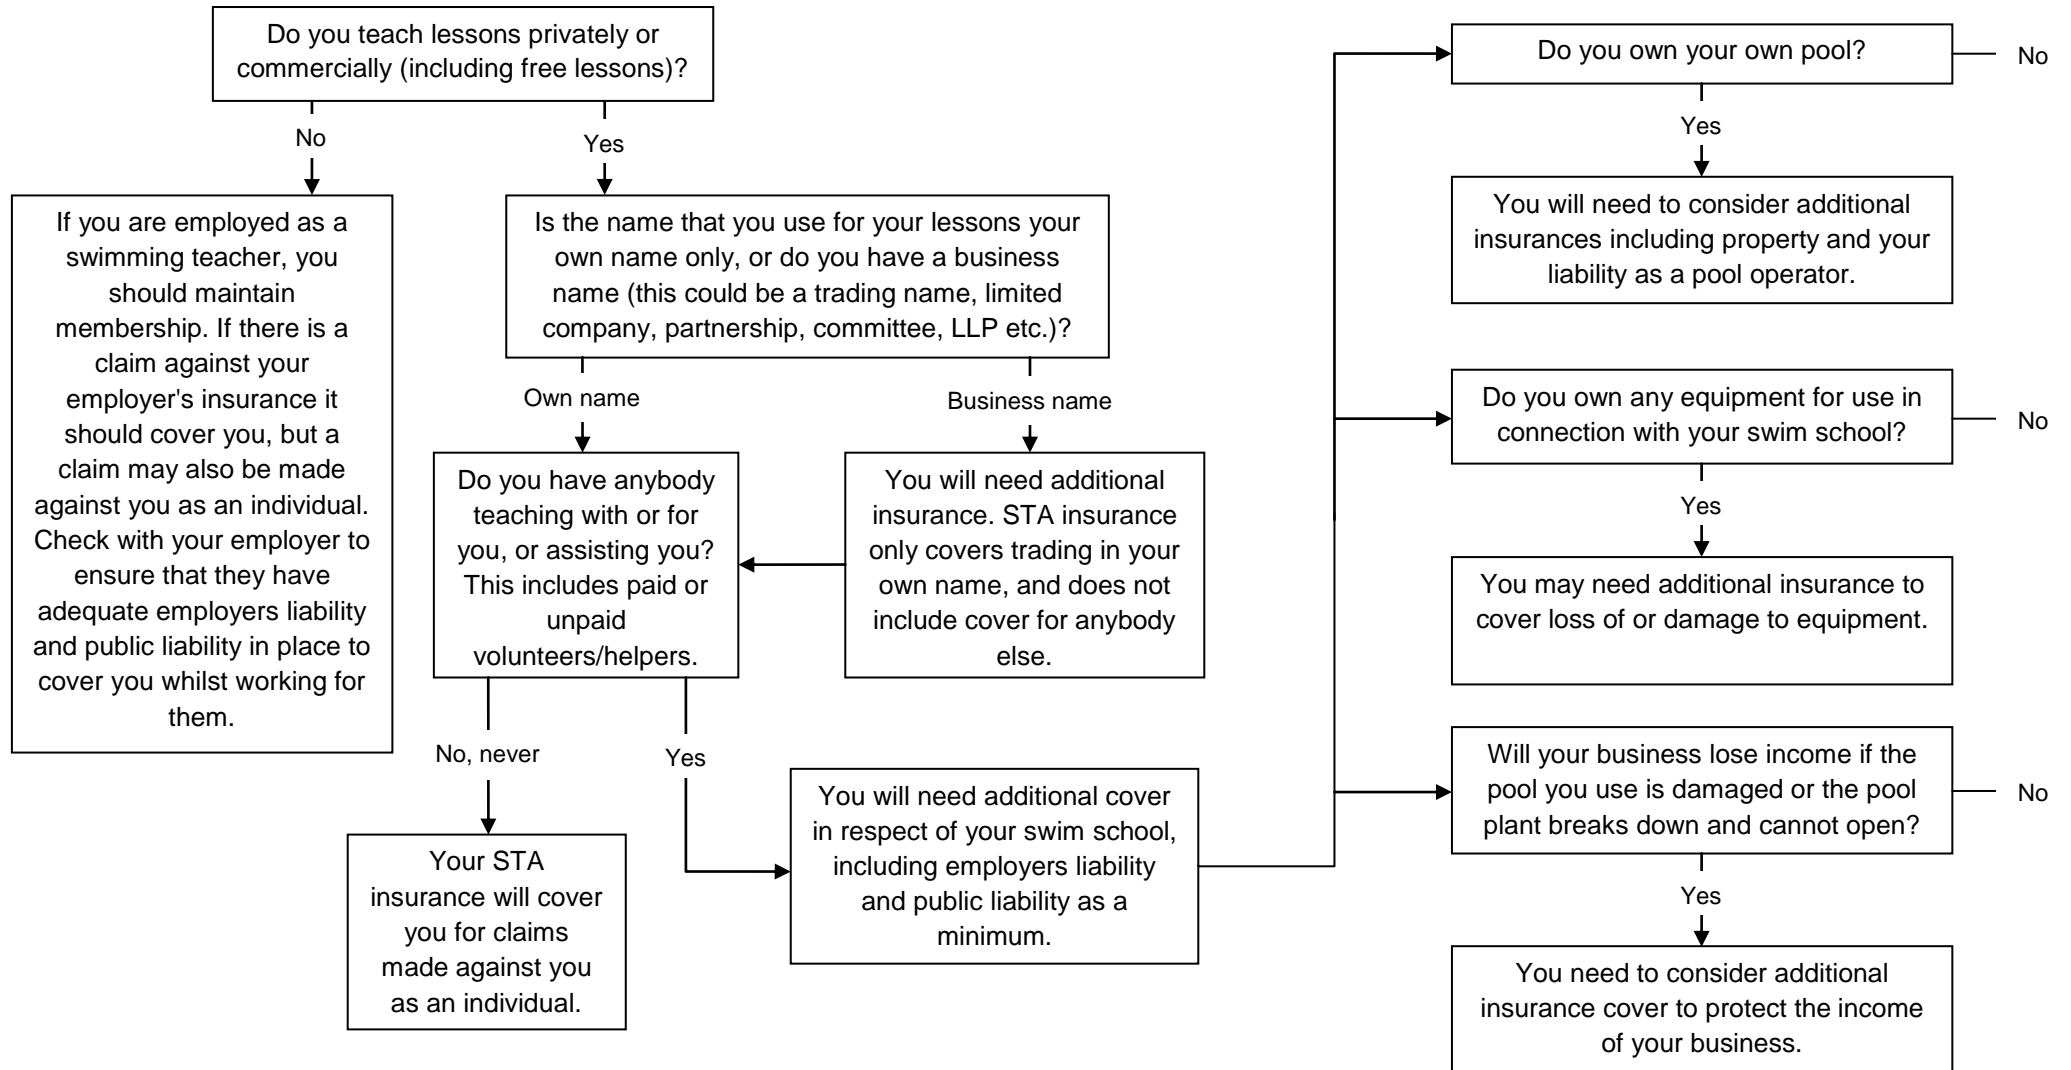 Do you teach lessons privately or
commercially (including free lessons)?
No
Yes
If you are employed as a
swimming teacher, you
should maintain
membership. If there is a
claim against your
employer's insurance it
should cover you, but a
claim may also be made
against you as an individual.
Check with your employer to
ensure that they have
adequate employers liability
and public liability in place to
cover you whilst working for
them.
Is the name that you use for your lessons your
own name only, or do you have a business
name (this could be a trading name, limited
company, partnership, committee, LLP etc.)?
Own name
Business name
Do you have anybody
teaching with or for
you, or assisting you?
This includes paid or
unpaid
volunteers/helpers.
You will need additional
insurance. STA insurance
only covers trading in your
own name, and does not
include cover for anybody
else.
No, never
Yes
Your STA
insurance will cover
you for claims
made against you
as an individual.
You will need additional cover
in respect of your swim school,
including employers liability
and public liability as a
minimum.
Do you own your own pool?
No
Yes
You will need to consider additional
insurances including property and your
liability as a pool operator.
Do you own any equipment for use in
connection with your swim school?
No
Yes
You may need additional insurance to
cover loss of or damage to equipment.
Will your business lose income if the
pool you use is damaged or the pool
plant breaks down and cannot open?
No
Yes
You need to consider additional
insurance cover to protect the income
of your business.